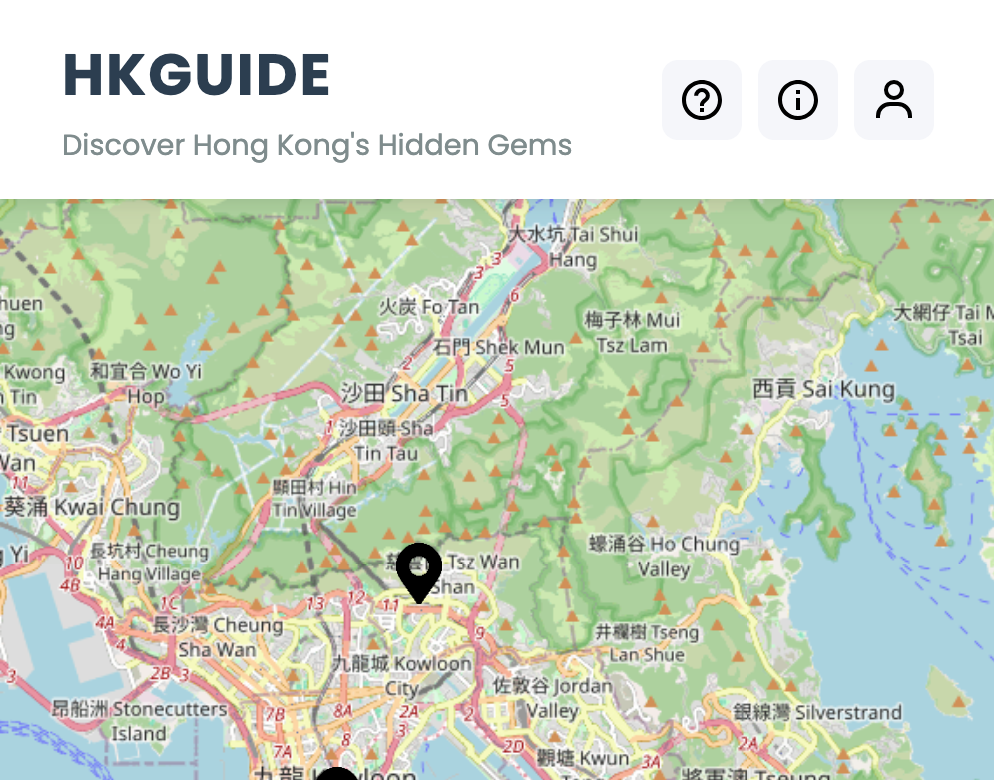 HKGUIDE
Discover Hong Kong's Hidden Gems
大水坑 Tai Shui
Hang
3
3
6
火炭 Fo Tan
梅子林 Mui
Tsz Lam
大網仔 Tai M
Tsai
huen
ng
石門 Shek Mun
2
5
Kwong
n Tin
和宜合 Wo Yi
Hop
沙田 Sha Tin
5
西貢 Sai Kung
1
沙田頭 Sha
Tin Tau
Tsuen
Wan
11
葵涌 Kwai Chung
顯田村 Hin
Tin Village
g Yi
10
長坑村 Cheung
Hang Village
4B
Tsz Wan
Shan
蠔涌谷 Ho Chung
Valley
1C
13
12
11
4A
長沙灣 Cheung
Sha Wan
4
9
井欄樹 Tseng
Lan Shue
3
2B
3
九龍城 Kowloon
City
佐敦谷 Jordan
Valley
昂船洲 Stonecutters
Island
7B
8A
2A
2
銀線灣 Silverstrand
7A
8
3
2D
2A
觀塘 Kwun
3A